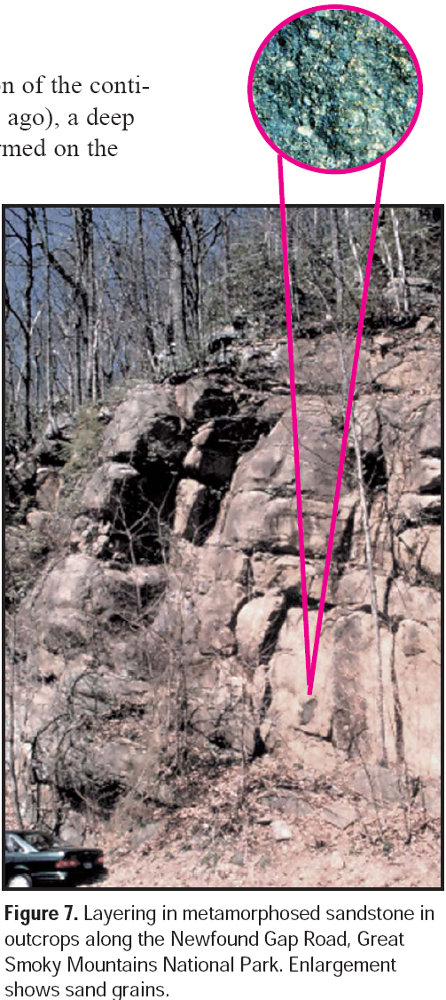 on of the conti-
ago), a deep
rmed on the
Figure 7. Layering in metamorphosed sandstone in
outcrops along the Newfound Gap Road, Great
Smoky Mountains National Park. Enlargement
shows sand grains.